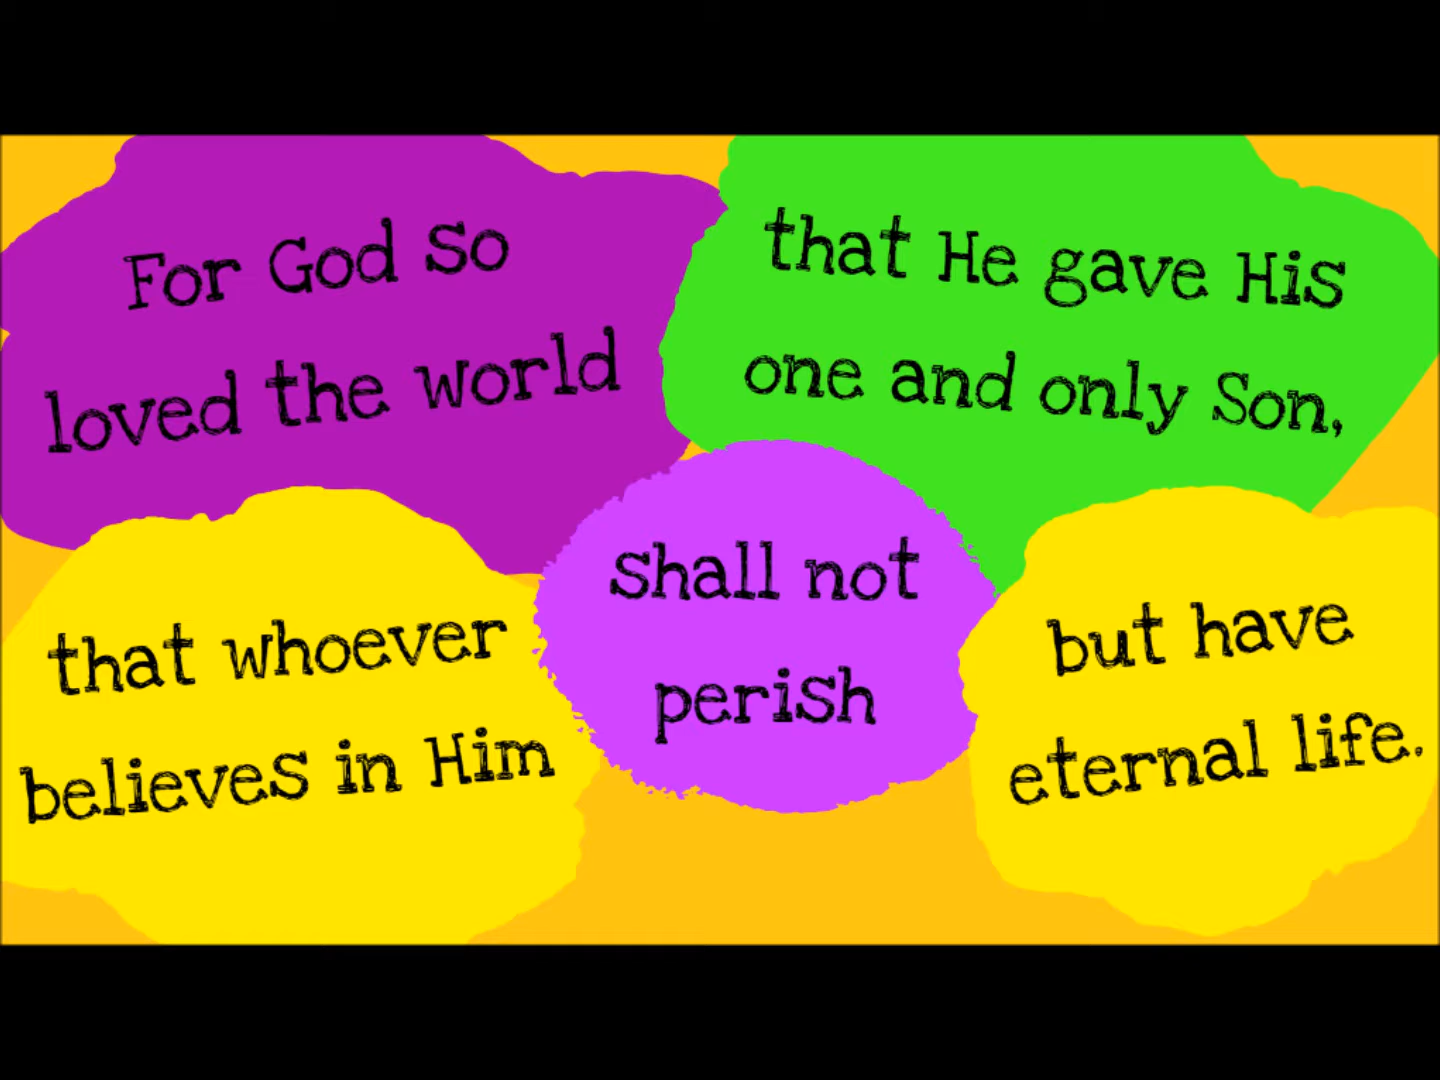 For God so
loved the world
that He gave His
one and only Son,
that whoever
believes in Him
shall not
perish
but have
eternal life.